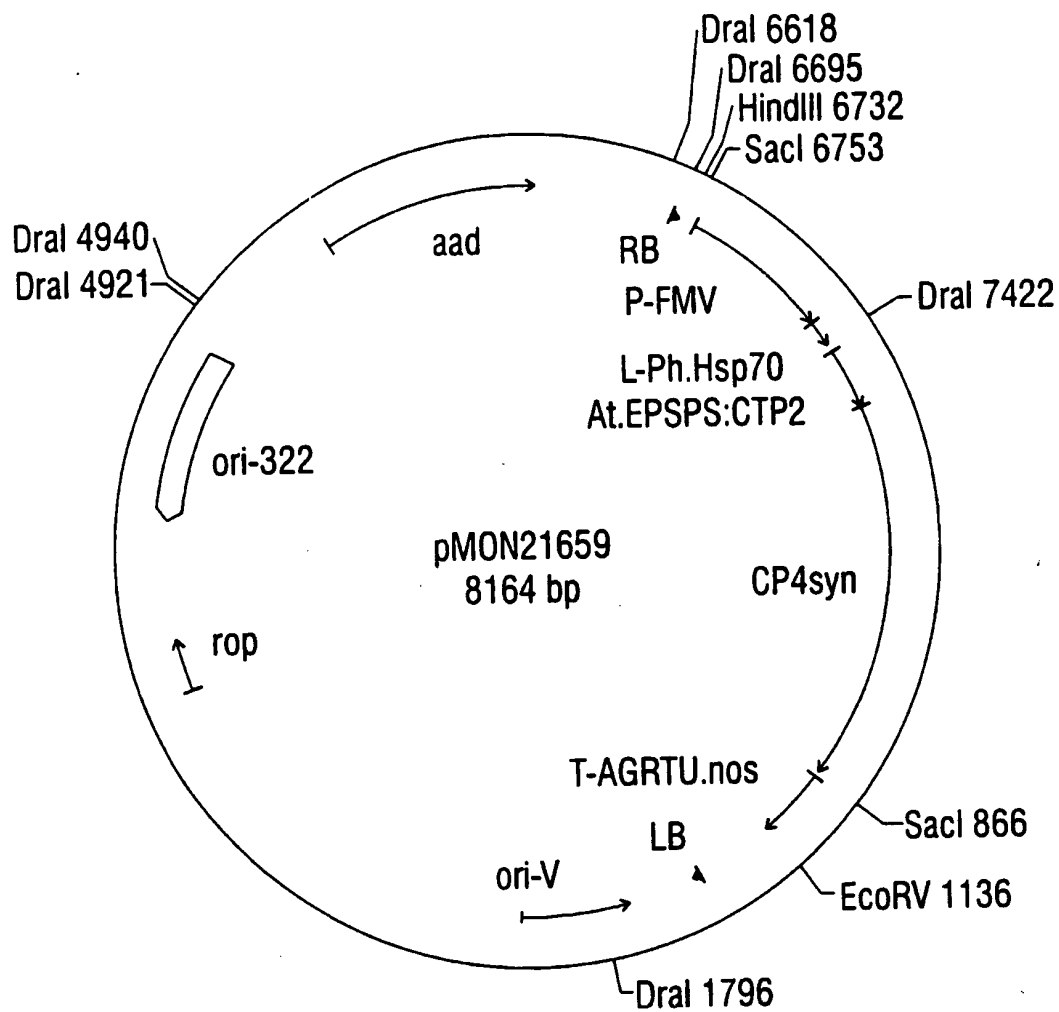 DraI 6618
DraI 6695
HindIII 6732
SacI 6753
DraI 4940
DraI 4921
aad
RB
P-FMV
DraI 7422
L-Ph.Hsp70
At.EPSPS:CTP2
ori-322
pMON21659
8164 bp
CP4syn
rop
T-AGRTU.nos
LB
SacI 866
ori-V
EcoRV 1136
DraI 1796